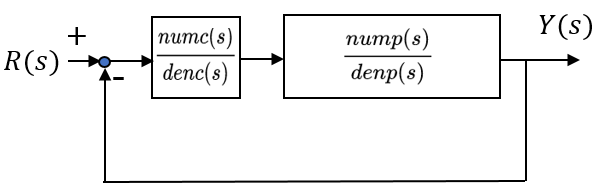 +
R(s)
-
numc(s)
denc(s)
nump(s)
denp(s)
Y(s)